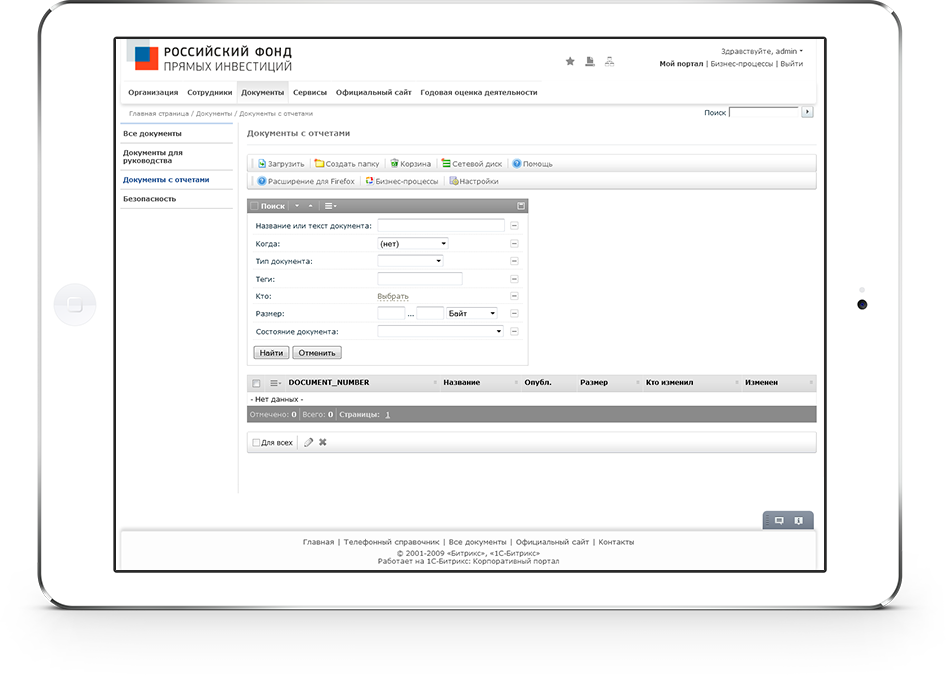 РОССИЙСКИЙ ФОНД
ПРЯМЫХ ИНВЕСТИЦИЙ
Здравствуйте, admin
Мой портал | Бизнес-процессы | Выйти
Организация Сотрудники Документы Сервисы Официальный сайт Годовая оценка деятельности
Главная страница / Документы / Документы с отчетами
Поиск
Все документы
Документы для
руководства
Документы с отчетами
Безопасность
Документы с отчетами
Загрузить Создать папку Корзина Сетевой диск Помощь
Расширение для Firefox Бизнес-процессы Настройки
Поиск
Название или текст документа:
Когда: (нет)
Тип документа:
Теги:
Кто: Выбрать
Размер: ... Байт
Состояние документа:
Найти Отменить
DOCUMENT_NUMBER Название Опубл. Размер Кто изменил Изменен
- Нет данных -
Отмечено: 0 Всего: 0 Страницы: 1
Для всех
Главная | Телефонный справочник | Все документы | Официальный сайт | Контакты
© 2001-2009 «Битрикс», «1С-Битрикс»
Работает на 1С-Битрикс: Корпоративный портал